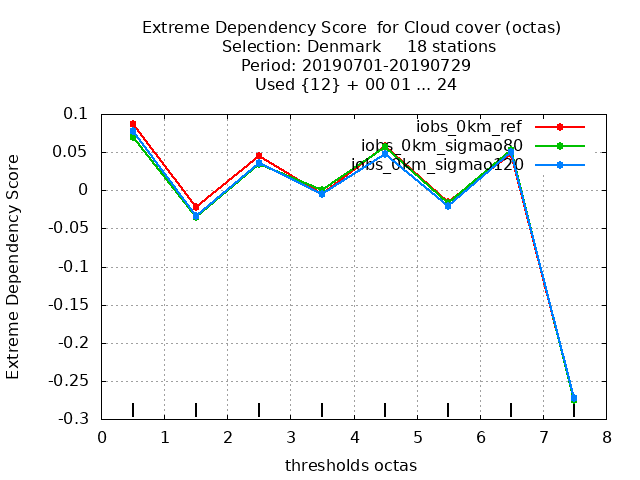 Extreme Dependency Score  for Cloud cover (octas)
Selection: Denmark     18 stations
Period: 20190701-20190729
Used {12} + 00 01 ... 24
iobs_0km_ref
iobs_0km_sigmao80
iobs_0km_sigmao120
Extreme Dependency Score
0.1
0.05
0
-0.05
-0.1
-0.15
-0.2
-0.25
-0.3
0 1 2 3 4 5 6 7 8
thresholds octas